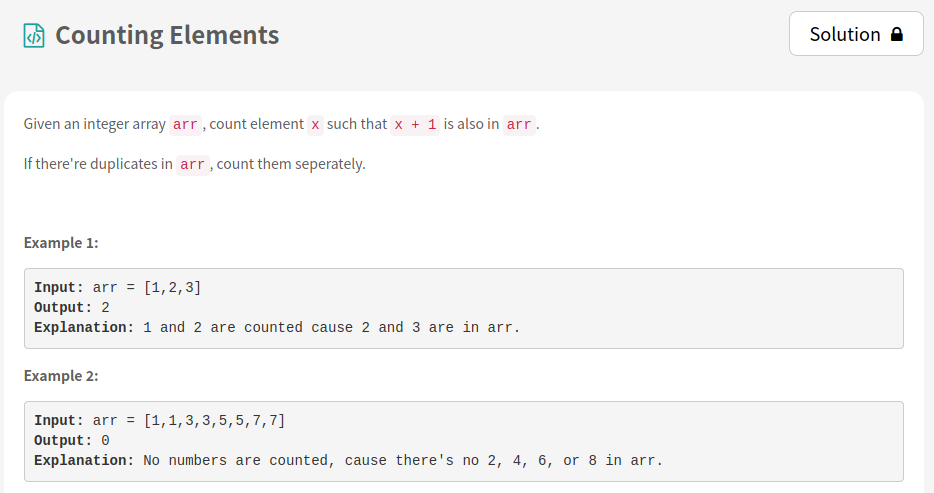 Counting Elements
Solution
Given an integer array arr, count element x such that x + 1 is also in arr.
If there're duplicates in arr, count them seperately.
Example 1:
Input: arr = [1,2,3]
Output: 2
Explanation: 1 and 2 are counted cause 2 and 3 are in arr.
Example 2:
Input: arr = [1,1,3,3,5,5,7,7]
Output: 0
Explanation: No numbers are counted, cause there's no 2, 4, 6, or 8 in arr.